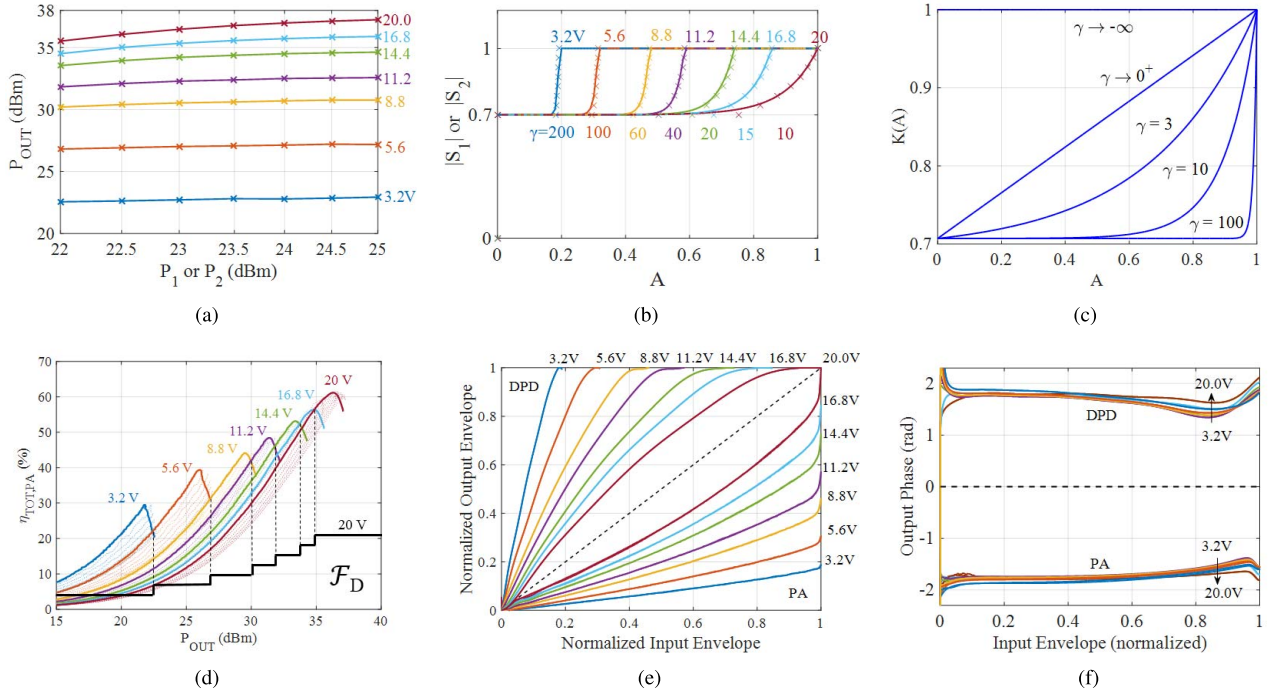 38
35
30
25
20
P_OUT (dBm)
20.0
16.8
14.4
11.2
8.8
5.6
3.2V
22 22.5 23 23.5 24 24.5 25
P_1 or P_2 (dBm)
(a)
1
0.7
0
|S_1| or |S_2|
3.2V 5.6 8.8 11.2 14.4 16.8 20
γ=200 100 60 40 20 15 10
0 0.2 0.4 0.6 0.8 1
A
(b)
1
0.9
0.8
0.7
K(A)
γ → -∞
γ → 0⁺
γ = 3
γ = 10
γ = 100
0 0.2 0.4 0.6 0.8 1
A
(c)
70
60
50
40
30
20
10
0
η_TOT,PA (%)
20 V
16.8 V
14.4 V
11.2 V
8.8 V
5.6 V
3.2 V
20 V
ℱ_D
15 20 25 30 35 40
P_OUT (dBm)
(d)
3.2V 5.6V 8.8V 11.2V 14.4V 16.8V 20.0V
1
0.8
0.6
0.4
0.2
0
Normalized Output Envelope
DPD
16.8V
14.4V
11.2V
8.8V
5.6V
3.2V
PA
0 0.2 0.4 0.6 0.8 1
Normalized Input Envelope
(e)
2
1
0
-1
-2
Output Phase (rad)
20.0V
DPD
3.2V
3.2V
PA
20.0V
0 0.2 0.4 0.6 0.8 1
Input Envelope (normalized)
(f)